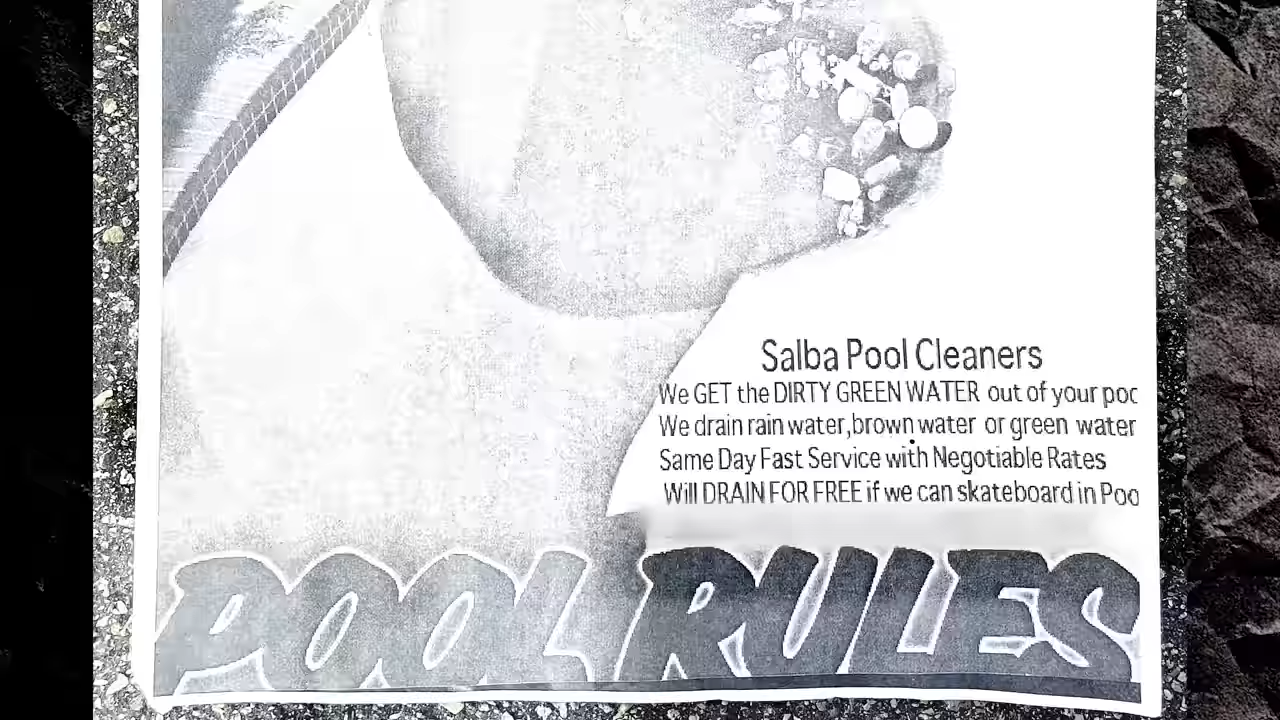 Salba Pool Cleaners
We GET the DIRTY GREEN WATER out of your poo
We drain rain water,brown water or green water
Same Day Fast Service with Negotiable Rates
Will DRAIN FOR FREE if we can skateboard in Poo
POOL RULES